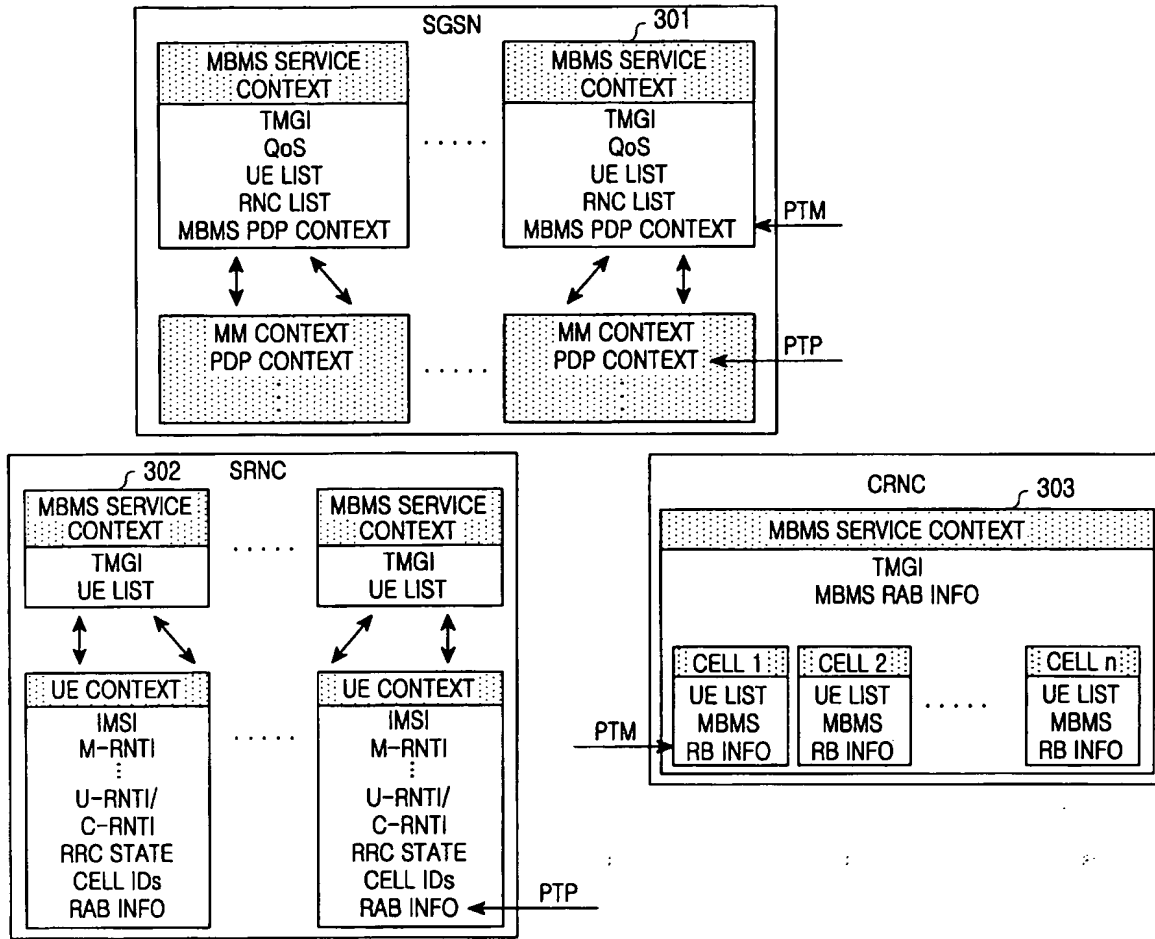 SGSN
301
MBMS SERVICE
CONTEXT
TMGI
QoS
UE LIST
RNC LIST
MBMS PDP CONTEXT
.....
MBMS SERVICE
CONTEXT
TMGI
QoS
UE LIST
RNC LIST
MBMS PDP CONTEXT
PTM
MM CONTEXT
PDP CONTEXT
.....
MM CONTEXT
PDP CONTEXT
PTP
302
SRNC
MBMS SERVICE
CONTEXT
TMGI
UE LIST
.....
MBMS SERVICE
CONTEXT
TMGI
UE LIST
UE CONTEXT
IMSI
M-RNTI
U-RNTI/
C-RNTI
RRC STATE
CELL IDs
RAB INFO
.....
UE CONTEXT
IMSI
M-RNTI
U-RNTI/
C-RNTI
RRC STATE
CELL IDs
RAB INFO
PTP
CRNC
303
MBMS SERVICE CONTEXT
TMGI
MBMS RAB INFO
CELL 1
UE LIST
MBMS
RB INFO
CELL 2
UE LIST
MBMS
RB INFO
.....
CELL n
UE LIST
MBMS
RB INFO
PTM